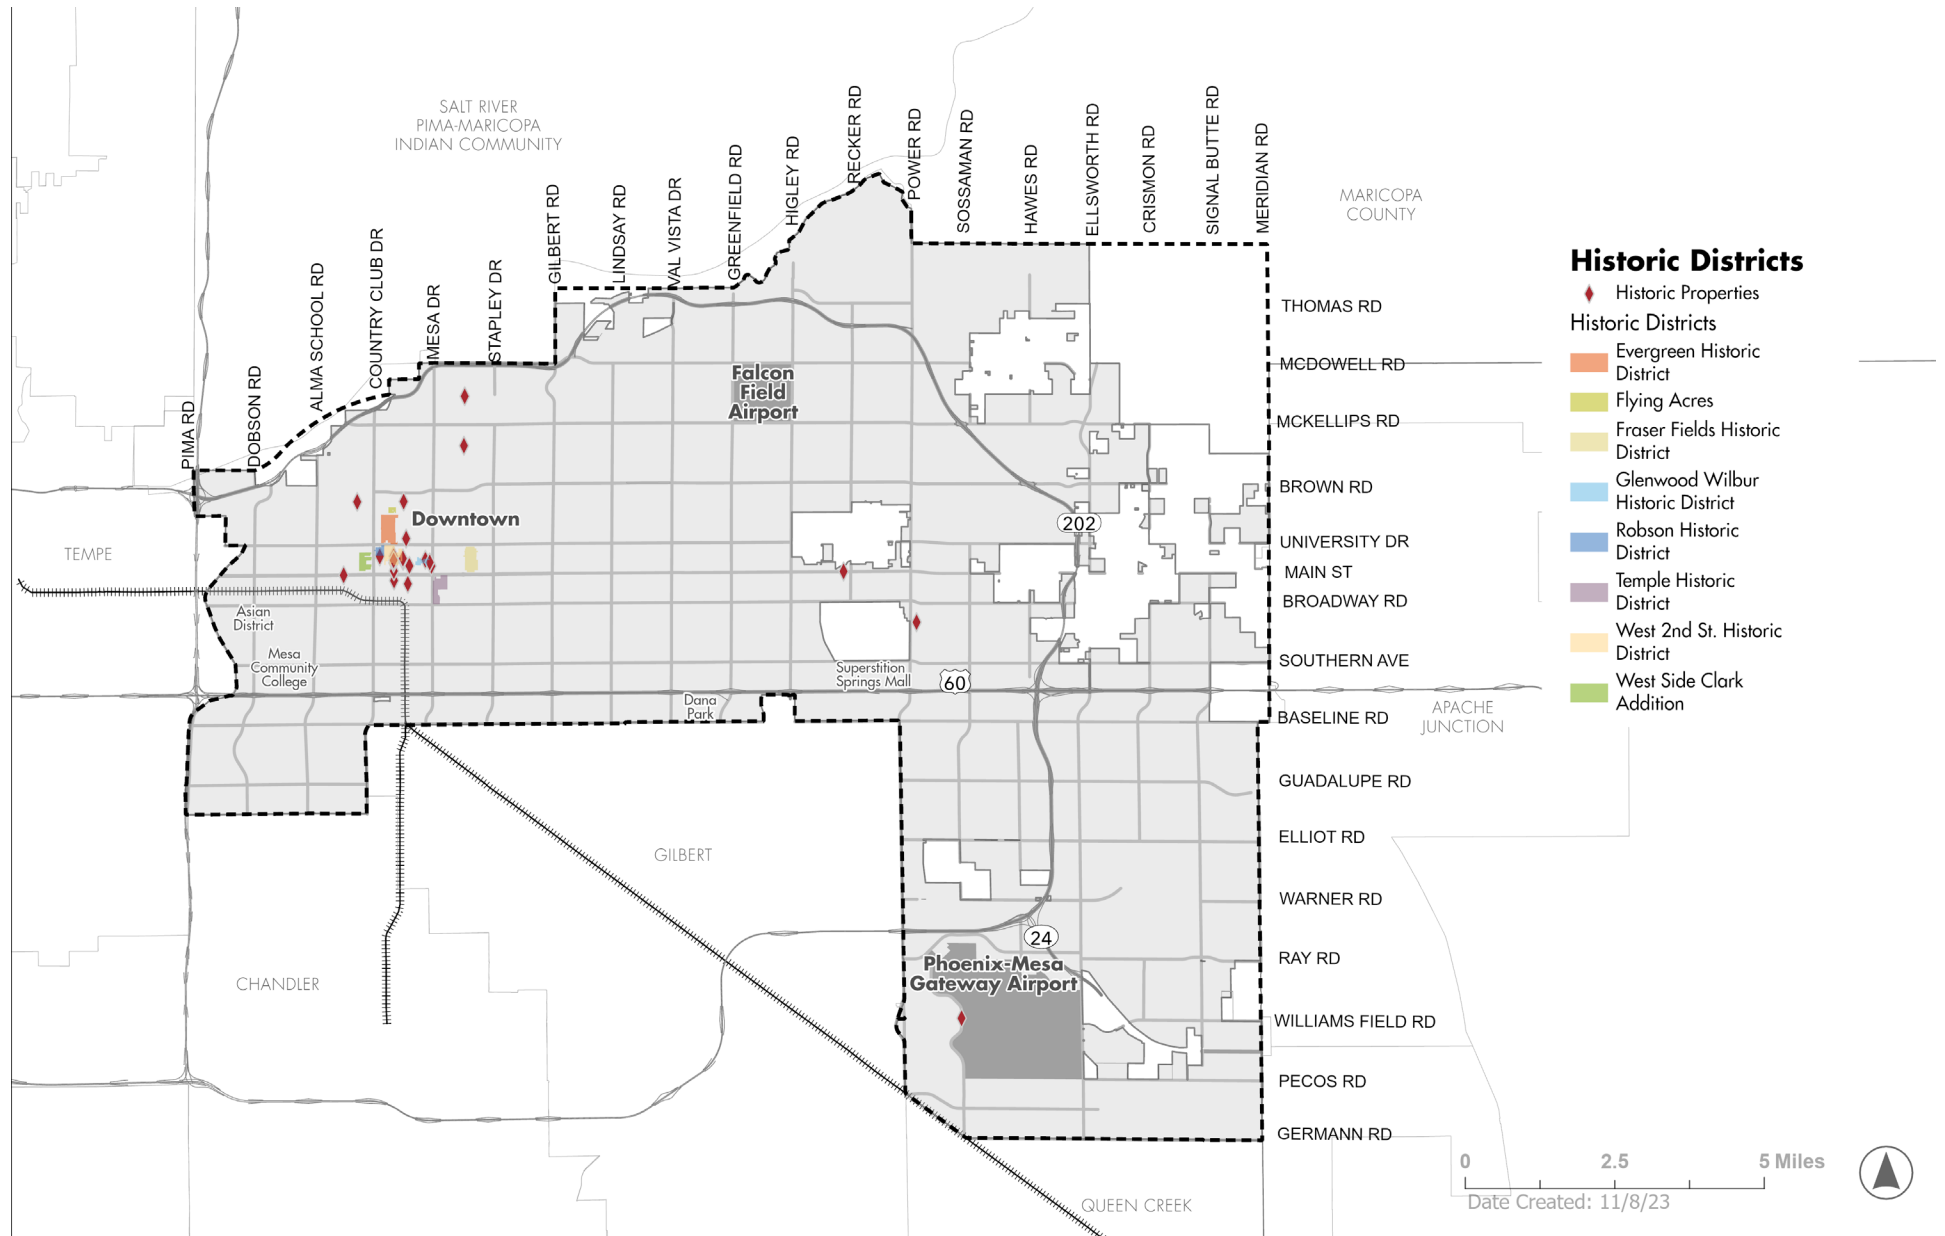 SALT RIVER
PIMA-MARICOPA
INDIAN COMMUNITY
MARICOPA
COUNTY
PIMA RD
DOBSON RD
ALMA SCHOOL RD
COUNTRY CLUB DR
MESA DR
STAPLEY DR
GILBERT RD
LINDSAY RD
VAL VISTA DR
GREENFIELD RD
HIGLEY RD
RECKER RD
POWER RD
SOSSAMAN RD
HAWES RD
ELLSWORTH RD
CRISMON RD
SIGNAL BUTTE RD
MERIDIAN RD
THOMAS RD
MCDOWELL RD
MCKELLIPS RD
BROWN RD
UNIVERSITY DR
MAIN ST
BROADWAY RD
SOUTHERN AVE
BASELINE RD
GUADALUPE RD
ELLIOT RD
WARNER RD
RAY RD
WILLIAMS FIELD RD
PECOS RD
GERMANN RD
Falcon
Field
Airport
Downtown
202
TEMPE
Asian
District
Mesa
Community
College
Superstition
Springs Mall
60
Dana
Park
APACHE
JUNCTION
GILBERT
CHANDLER
24
Phoenix-Mesa
Gateway Airport
QUEEN CREEK
Historic Districts
Historic Properties
Historic Districts
Evergreen Historic
District
Flying Acres
Fraser Fields Historic
District
Glenwood Wilbur
Historic District
Robson Historic
District
Temple Historic
District
West 2nd St. Historic
District
West Side Clark
Addition
0 2.5 5 Miles
Date Created: 11/8/23